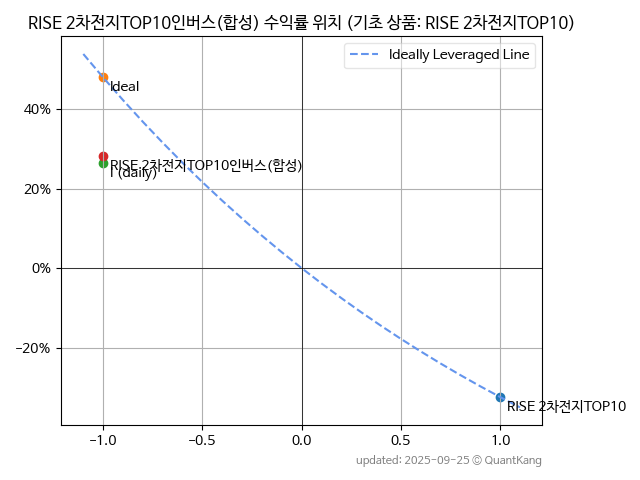 RISE 2차전지TOP10인버스(합성) 수익률 위치 (기초 상품: RISE 2차전지TOP10)
Ideally Leveraged Line
Ideal
40%
RISE 2차전지TOP10인버스(합성)
I (daily)
20%
0%
-20%
RISE 2차전지TOP10
-1.0 -0.5 0.0 0.5 1.0
updated: 2025-09-25 © QuantKang